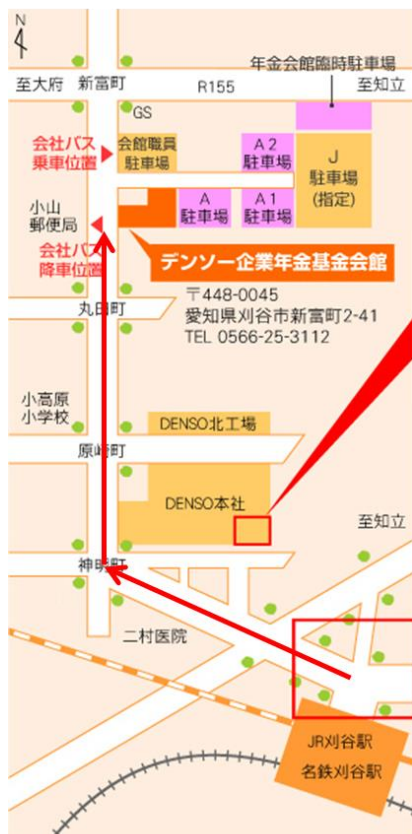 N
年金会館臨時駐車場
至大府
新富町
R155
至知立
GS
会社バス
乗車位置
会館職員
駐車場
A2
駐車場
J
駐車場
(指定)
小山
郵便局
A
駐車場
A1
駐車場
会社バス
降車位置
デンソー企業年金基金会館
〒448-0045
愛知県刈谷市新富町2-41
TEL 0566-25-3112
丸田町
小高原
小学校
DENSO北工場
原崎町
DENSO本社
至知立
神明町
二村医院
JR刈谷駅
名鉄刈谷駅